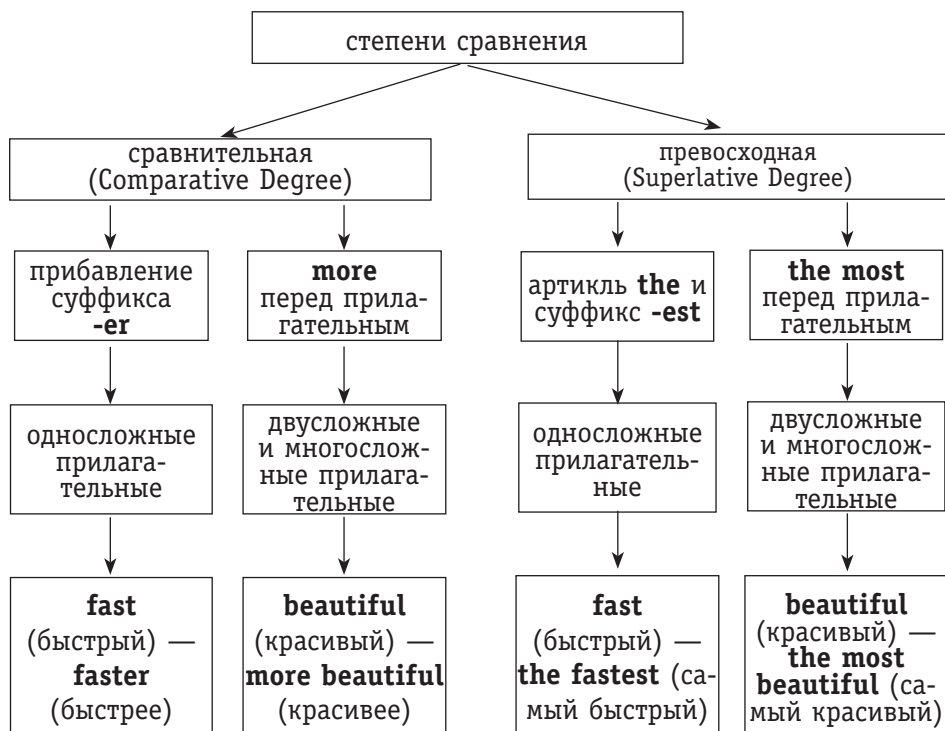 степени сравнения
сравнительная
(Comparative Degree)
превосходная
(Superlative Degree)
прибавление
суффикса
-er
more
перед прила-
гательным
артикль the и
суффикс -est
the most
перед прила-
гательным
односложные
прилага-
тельные
двусложные
и многослож-
ные прилага-
тельные
односложные
прилагатель-
ные
двусложные
и многослож-
ные прилага-
тельные
fast
(быстрый) —
faster
(быстрее)
beautiful
(красивый) —
more beautiful
(красивее)
fast
(быстрый) —
the fastest (са-
мый быстрый)
beautiful
(красивый) —
the most
beautiful (са-
мый красивый)